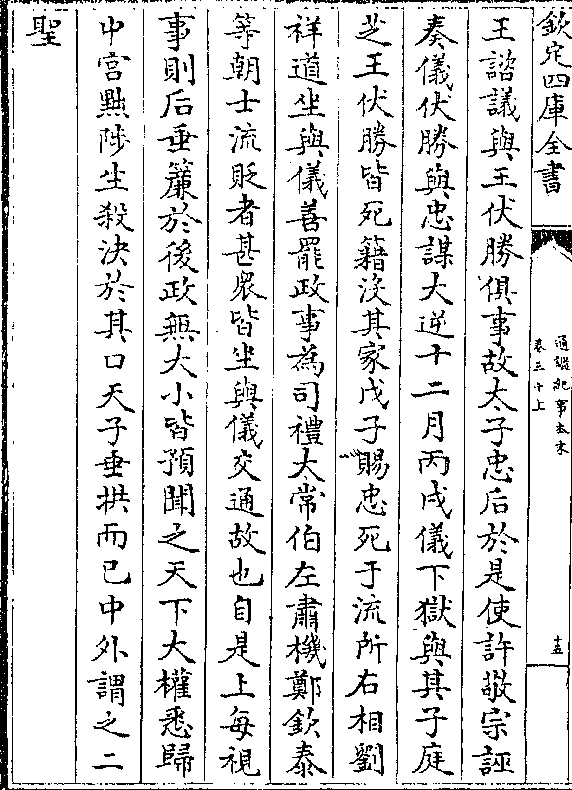 欽定四庫全書
通鑑紀事本末
卷三十上
十五
王諮議與王伏勝俱事故太子忠后於是使許敬宗誣
奏儀伏勝與忠謀大逆十二月丙戌儀下獄與其子庭
芝王伏勝皆死籍沒其家戊子賜忠死于流所右相劉
祥道坐與儀善罷政事為司禮大常伯左肅機鄭欽泰
等朝士流貶者甚衆皆坐與儀交通故也自是上每視
事則后垂簾於後政無大小皆預聞之天下大權悉歸
中宮黜陟生殺決於其口天子垂拱而已中外謂之二
聖